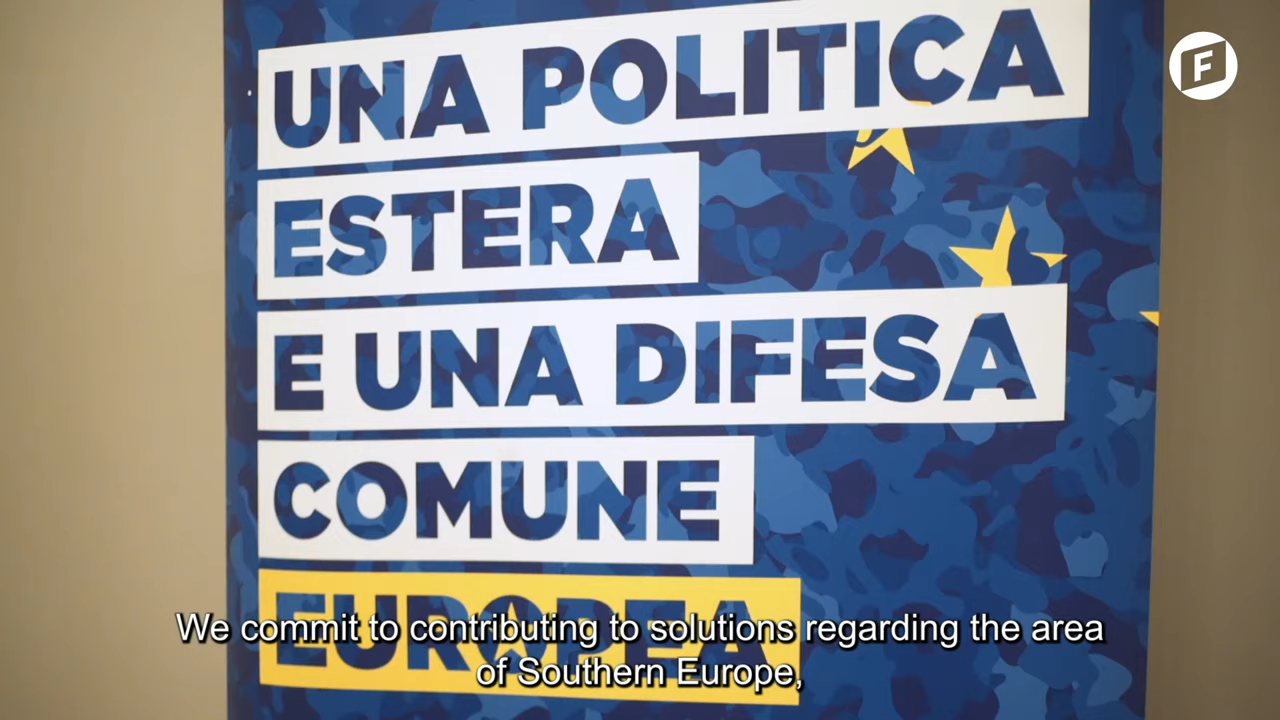 F
UNA POLITICA
ESTERA
E UNA DIFESA
COMUNE
EUROPEA
We commit to contributing to solutions regarding the area
of Southern Europe,